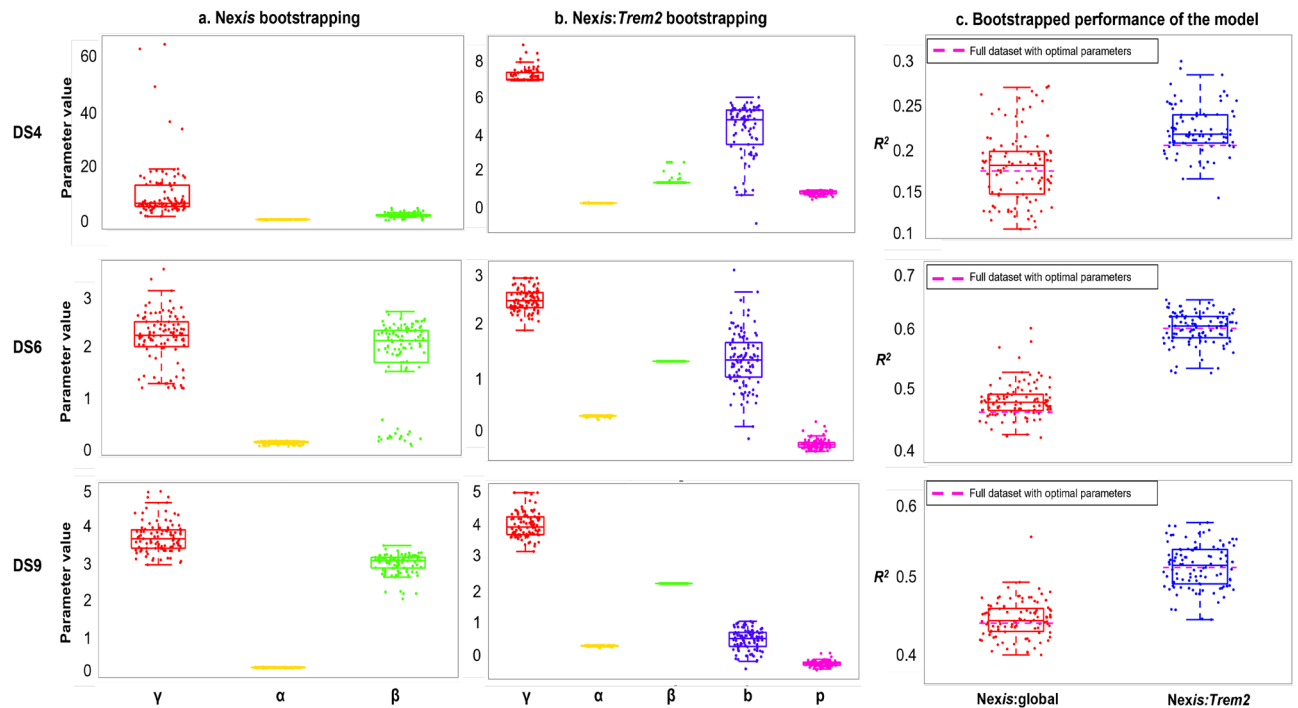 a. Nexis bootstrapping
b. Nexis:Trem2 bootstrapping
c. Bootstrapped performance of the model
DS4
Parameter value
60
40
20
0
8
6
4
2
0
Full dataset with optimal parameters
R²
0.3
0.25
0.2
0.15
0.1
DS6
Parameter value
3
2
1
0
3
2
1
0
Full dataset with optimal parameters
R²
0.7
0.6
0.5
0.4
DS9
Parameter value
5
4
3
2
1
0
5
4
3
2
1
0
Full dataset with optimal parameters
R²
0.6
0.5
0.4
γ α β
γ α β b p
Nexis:global Nexis:Trem2